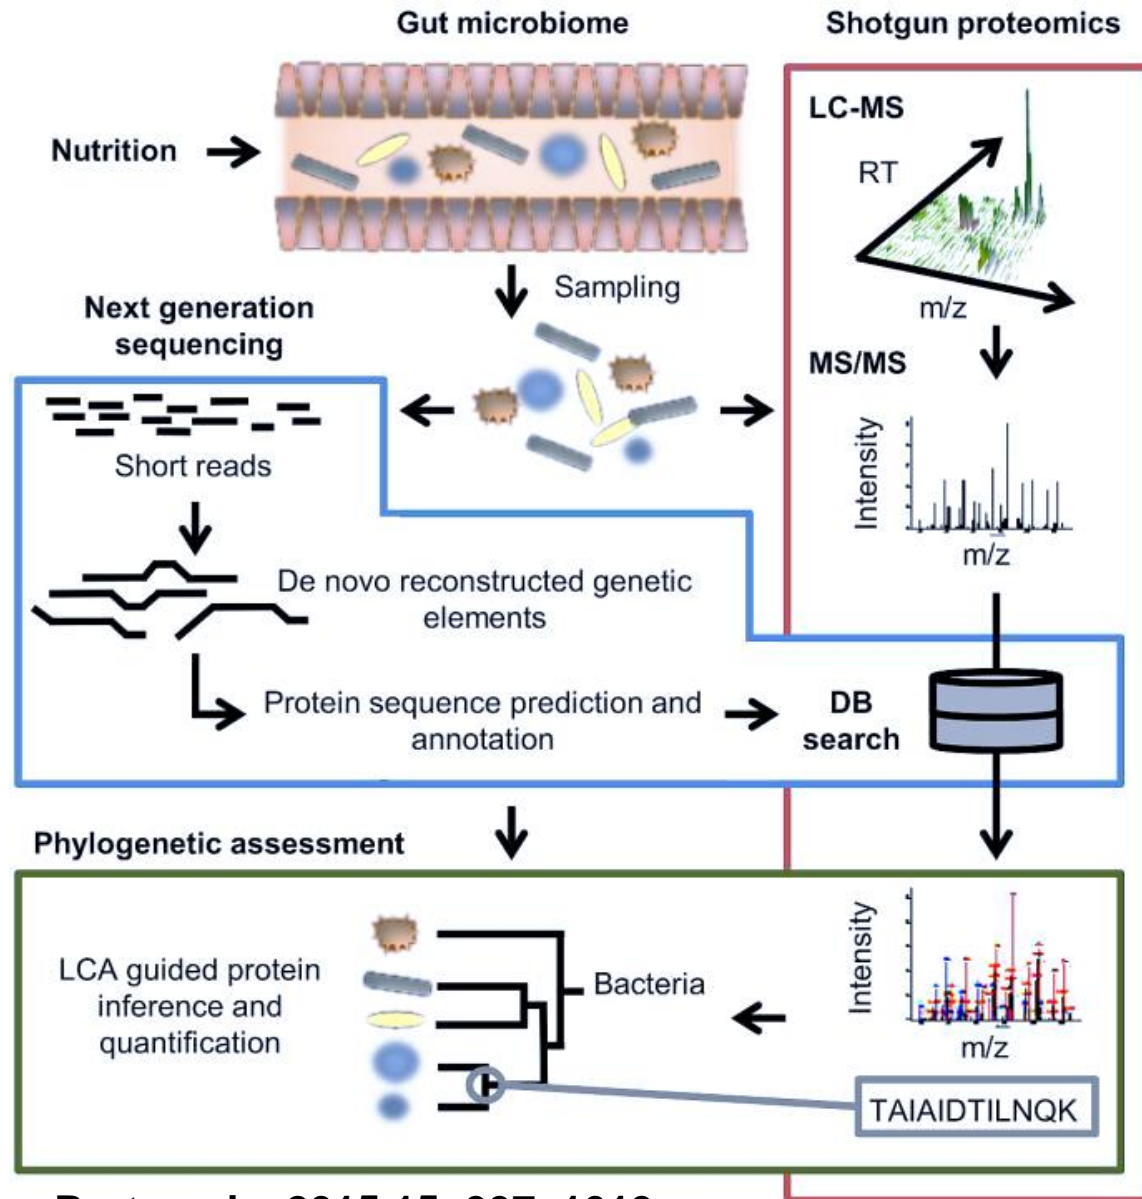 Gut microbiome
Shotgun proteomics
Nutrition
LC-MS
RT
m/z
Sampling
Next generation
sequencing
MS/MS
Short reads
Intensity
m/z
De novo reconstructed genetic
elements
Protein sequence prediction and
annotation
DB
search
Phylogenetic assessment
LCA guided protein
inference and
quantification
Bacteria
Intensity
m/z
TAIAIDTILNQK